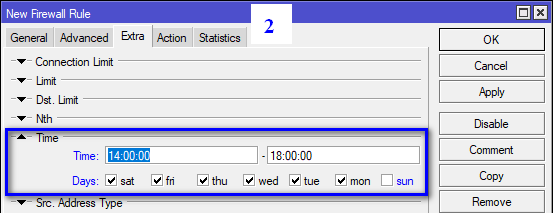 New Firewall Rule
2
General Advanced Extra Action Statistics
OK
Connection Limit
Cancel
Limit
Dst. Limit
Apply
Nth
Time
Disable
Time: 14:00:00 - 18:00:00
Comment
Days: sat fri thu wed tue mon sun
Copy
Src. Address Type
Remove